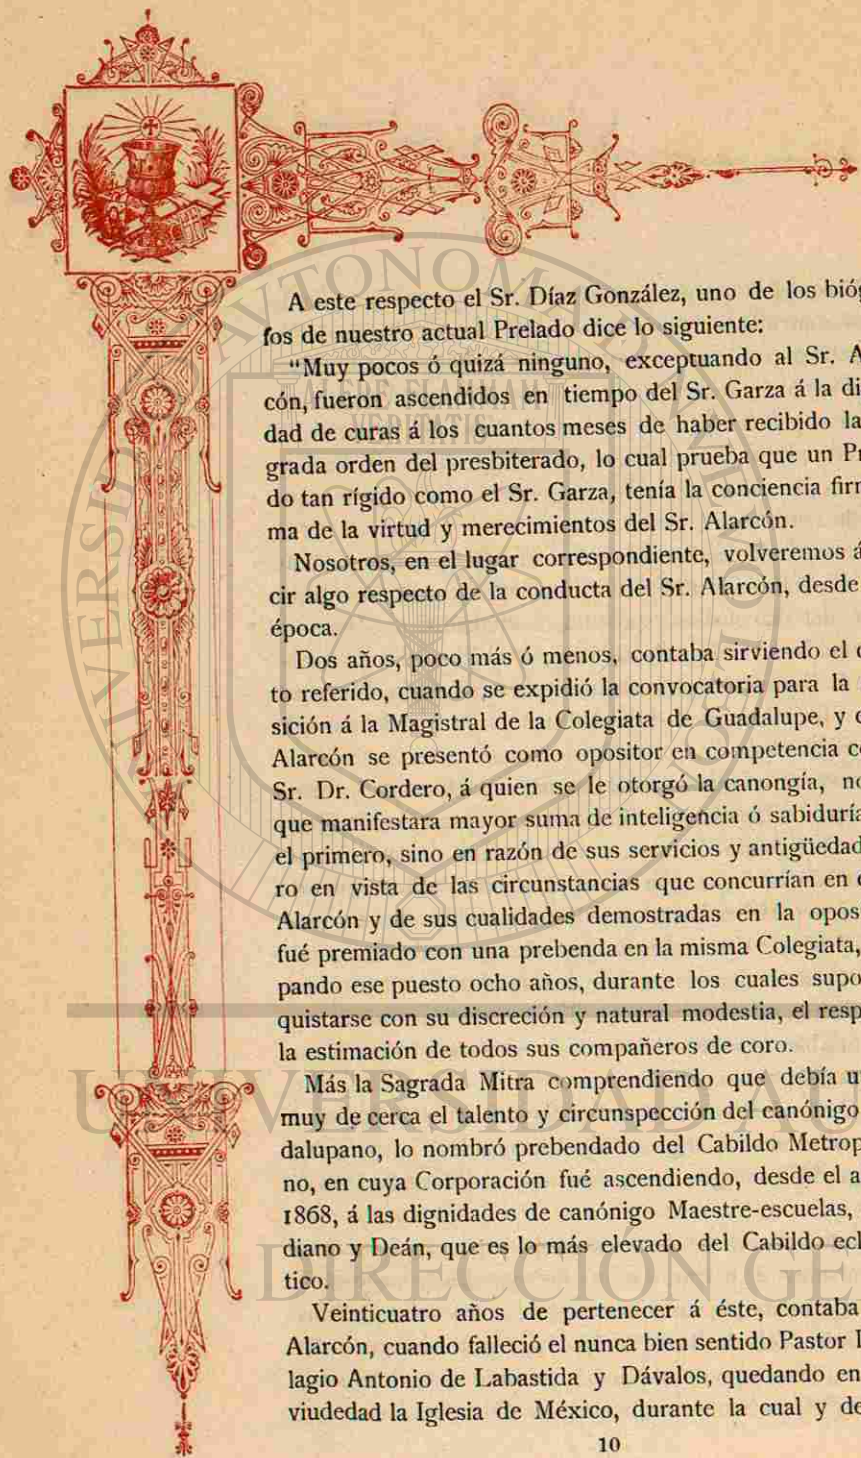 A este respecto el Sr. Díaz González, uno de los bióg
fos de nuestro actual Prelado dice lo siguiente:
“Muy pocos ó quizá ninguno, exceptuando al Sr. A
cón, fueron ascendidos en tiempo del Sr. Garza á la di
dad de curas á los cuantos meses de haber recibido la
grada orden del presbiterado, lo cual prueba que un Pr
do tan rígido como el Sr. Garza, tenía la conciencia firr
ma de la virtud y merecimientos del Sr. Alarcón.
Nosotros, en el lugar correspondiente, volveremos á
cir algo respecto de la conducta del Sr. Alarcón, desde
época.
Dos años, poco más ó menos, contaba sirviendo el c
to referido, cuando se expidió la convocatoria para la
sición á la Magistral de la Colegiata de Guadalupe, y e
Alarcón se presentó como opositor en competencia co
Sr. Dr. Cordero, á quien se le otorgó la canongía, no
que manifestara mayor suma de inteligencia ó sabiduría
el primero, sino en razón de sus servicios y antigüedad
ro en vista de las circunstancias que concurrían en e
Alarcón y de sus cualidades demostradas en la opos
fué premiado con una prebenda en la misma Colegiata,
pando ese puesto ocho años, durante los cuales supo
quistarse con su discreción y natural modestia, el resp
la estimación de todos sus compañeros de coro.
Más la Sagrada Mitra comprendiendo que debía u
muy de cerca el talento y circunspección del canónigo
dalupano, lo nombró prebendado del Cabildo Metrop
no, en cuya Corporación fué ascendiendo, desde el a
1868, á las dignidades de canónigo Maestre-escuelas,
diano y Deán, que es lo más elevado del Cabildo ecl
tico.
Veinticuatro años de pertenecer á éste, contaba
Alarcón, cuando falleció el nunca bien sentido Pastor I
lagio Antonio de Labastida y Dávalos, quedando en
viudedad la Iglesia de México, durante la cual y de
10
UNIVERSIDAD AU
DIRECCIÓN GE